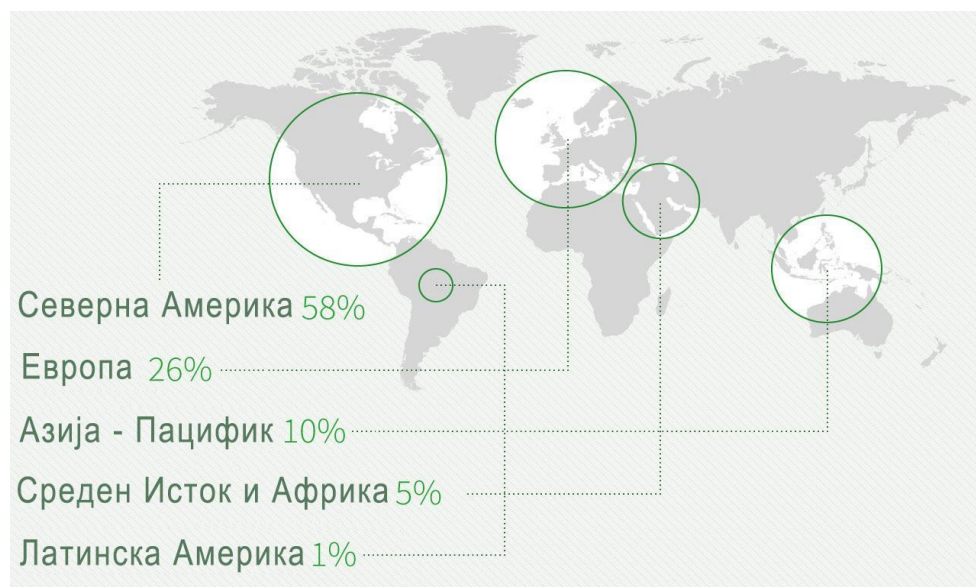 Северна Америка 58%
Европа 26%
Азија - Пацифик 10%
Среден Исток и Африка 5%
Латинска Америка 1%